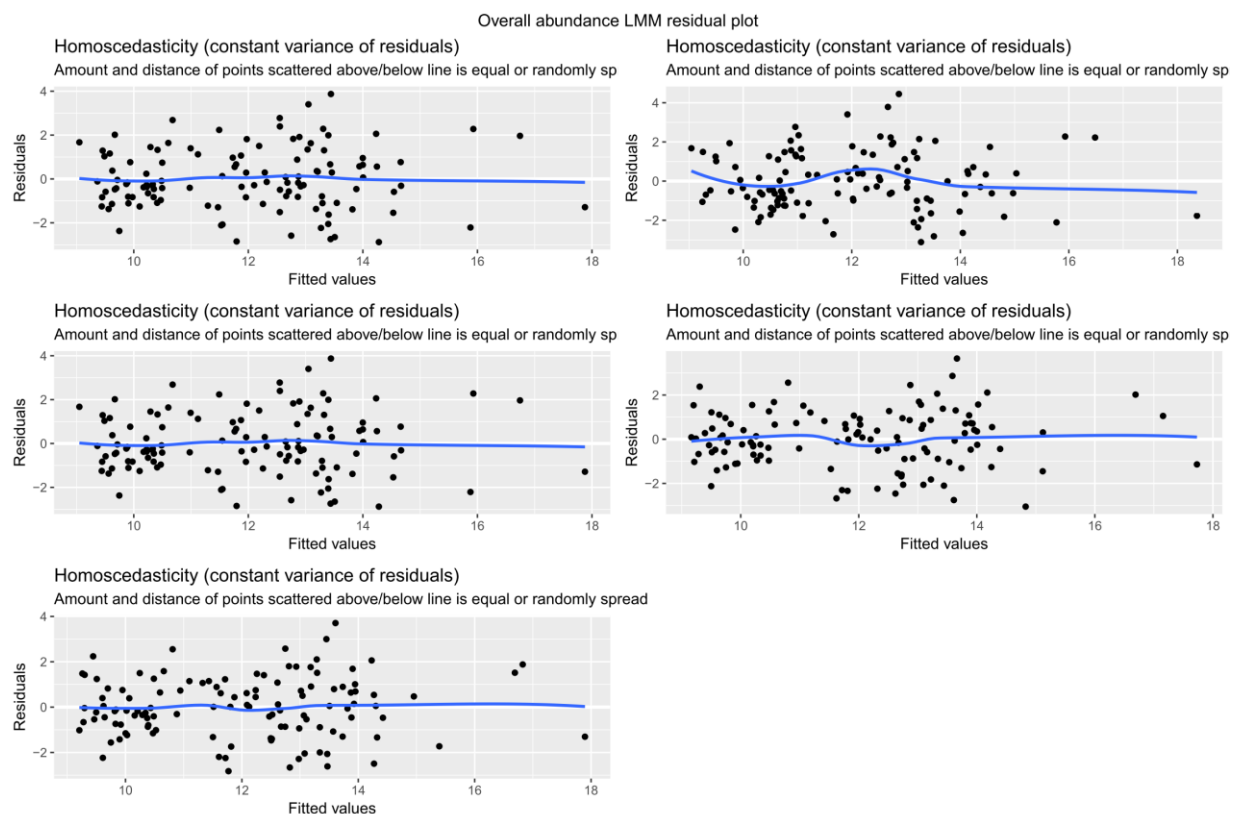 Overall abundance LMM residual plot
Homoscedasticity (constant variance of residuals)
Amount and distance of points scattered above/below line is equal or randomly sp
4
2
0
−2
Residuals
10
12
14
16
18
Fitted values
Homoscedasticity (constant variance of residuals)
Amount and distance of points scattered above/below line is equal or randomly sp
4
2
0
−2
Residuals
10
12
14
16
18
Fitted values
Homoscedasticity (constant variance of residuals)
Amount and distance of points scattered above/below line is equal or randomly sp
4
2
0
−2
Residuals
10
12
14
16
18
Fitted values
Homoscedasticity (constant variance of residuals)
Amount and distance of points scattered above/below line is equal or randomly sp
2
0
−2
Residuals
10
12
14
16
18
Fitted values
Homoscedasticity (constant variance of residuals)
Amount and distance of points scattered above/below line is equal or randomly spread
4
2
0
−2
Residuals
10
12
14
16
18
Fitted values